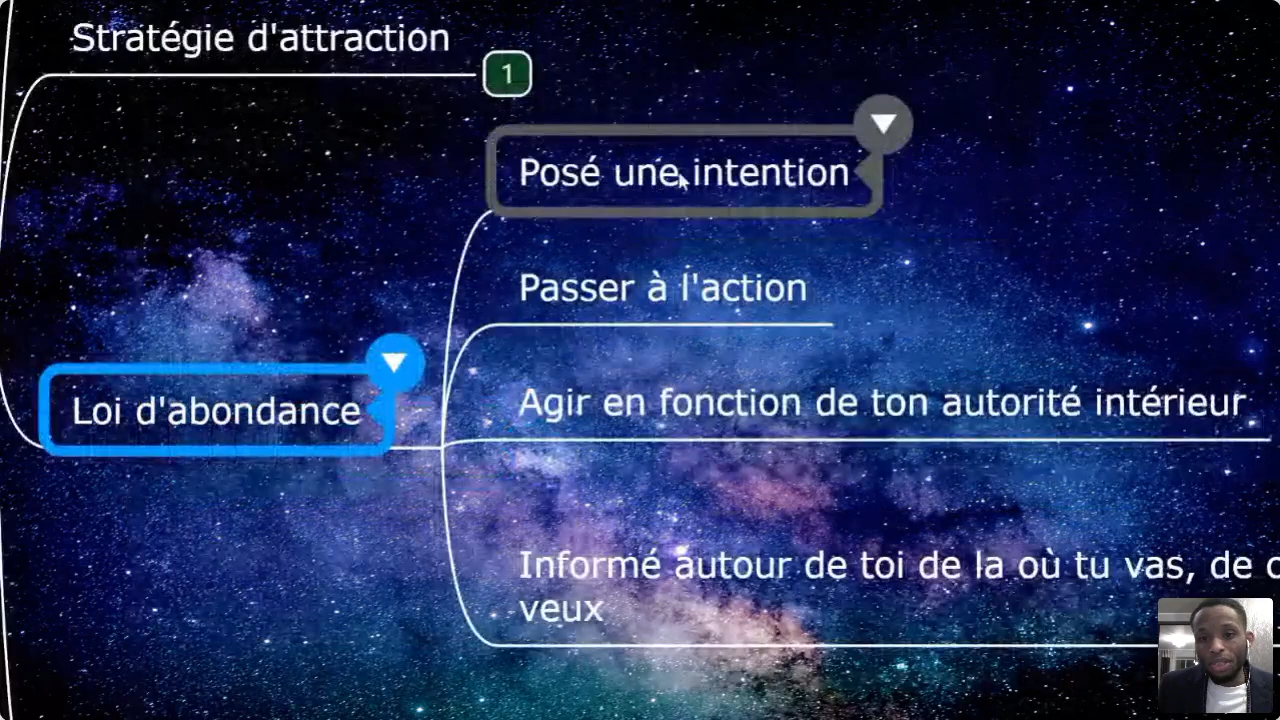 Stratégie d'attraction
1
Posé une intention
Passer à l'action
Loi d'abondance
Agir en fonction de ton autorité intérieur
Informé autour de toi de la où tu vas, de
veux